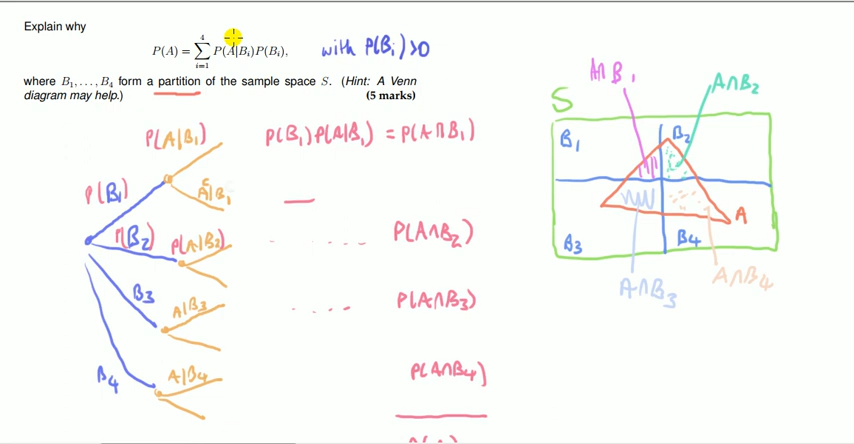 Explain why
P(A) = \sum_{i=1}^{4} P(A|B_i)P(B_i), with P(B_i) > 0
where B_1, ..., B_4 form a partition of the sample space S. (Hint: A Venn
diagram may help.) (5 marks)
P(A|B_1) P(B_1) P(A|B_1) = P(A∩B_1)
P(B_1) A^c|B_1
P(B_2) P(A|B_2) ..... P(A∩B_2)
B_3 A|B_3 .... P(A∩B_3)
B_4 A|B_4 P(A∩B_4)
A∩B_1 A∩B_2
S
B_1 B_2
A
B_3 B_4
A∩B_3 A∩B_4